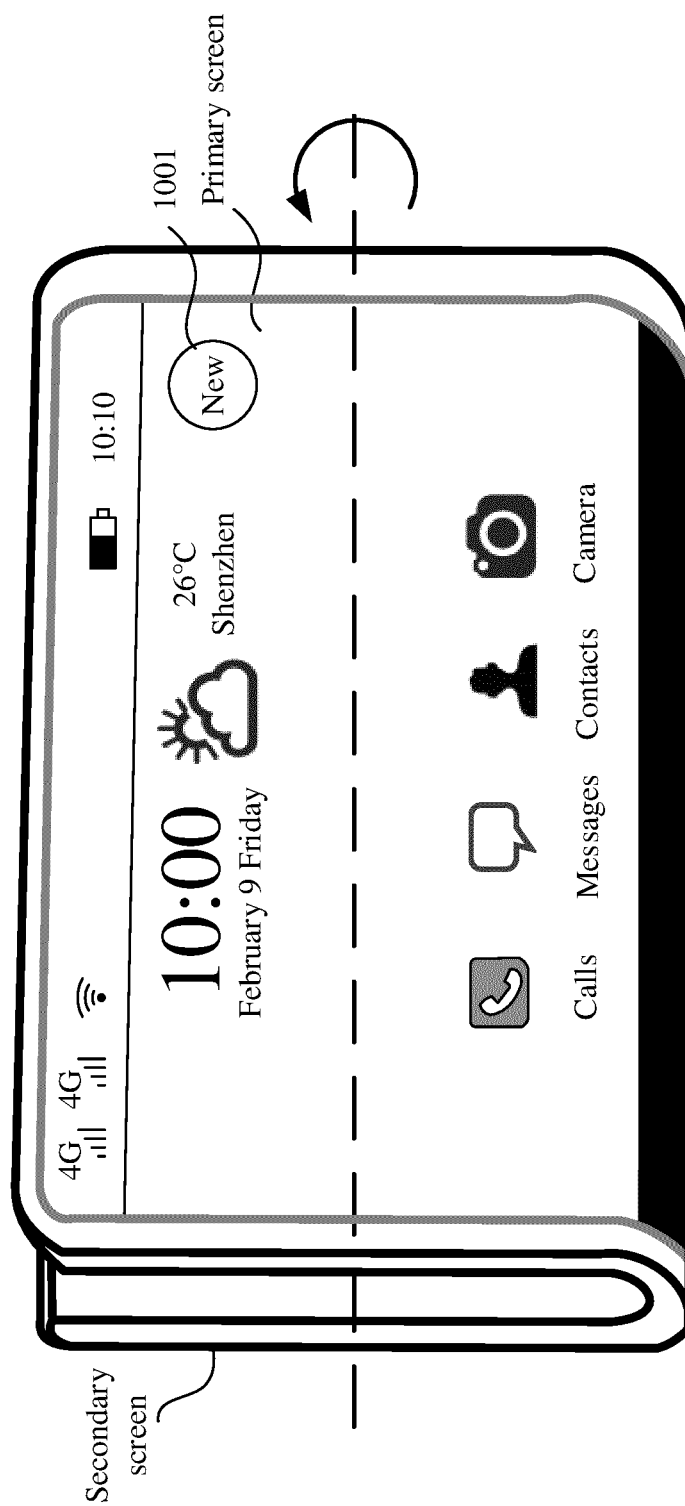 4G 4G 10:10
10:00
February 9 Friday
26°C
Shenzhen
New
1001
Primary screen
Calls Messages Contacts Camera
Secondary
screen